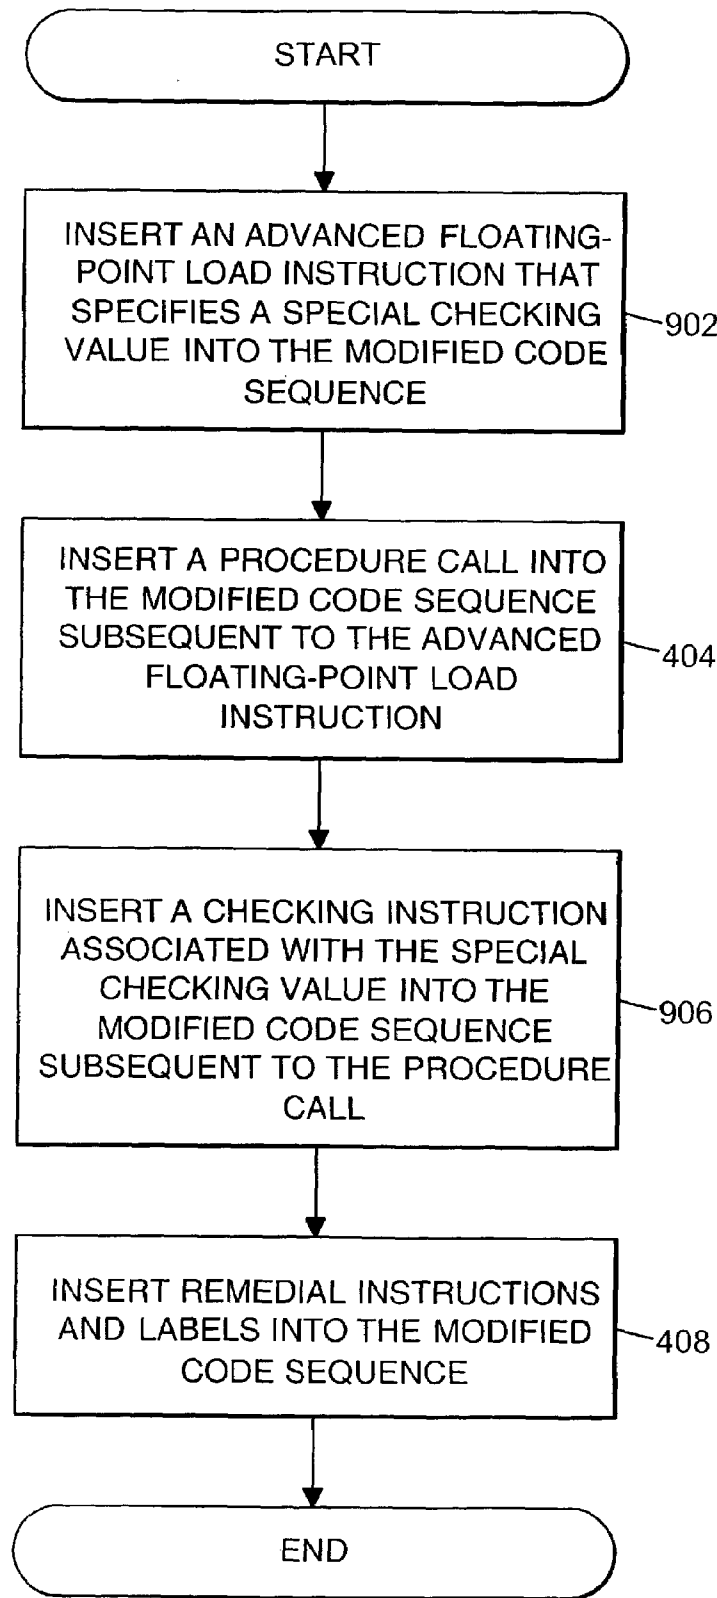 START
INSERT AN ADVANCED FLOATING-
POINT LOAD INSTRUCTION THAT
SPECIFIES A SPECIAL CHECKING
VALUE INTO THE MODIFIED CODE
SEQUENCE
902
INSERT A PROCEDURE CALL INTO
THE MODIFIED CODE SEQUENCE
SUBSEQUENT TO THE ADVANCED
FLOATING-POINT LOAD
INSTRUCTION
404
INSERT A CHECKING INSTRUCTION
ASSOCIATED WITH THE SPECIAL
CHECKING VALUE INTO THE
MODIFIED CODE SEQUENCE
SUBSEQUENT TO THE PROCEDURE
CALL
906
INSERT REMEDIAL INSTRUCTIONS
AND LABELS INTO THE MODIFIED
CODE SEQUENCE
408
END